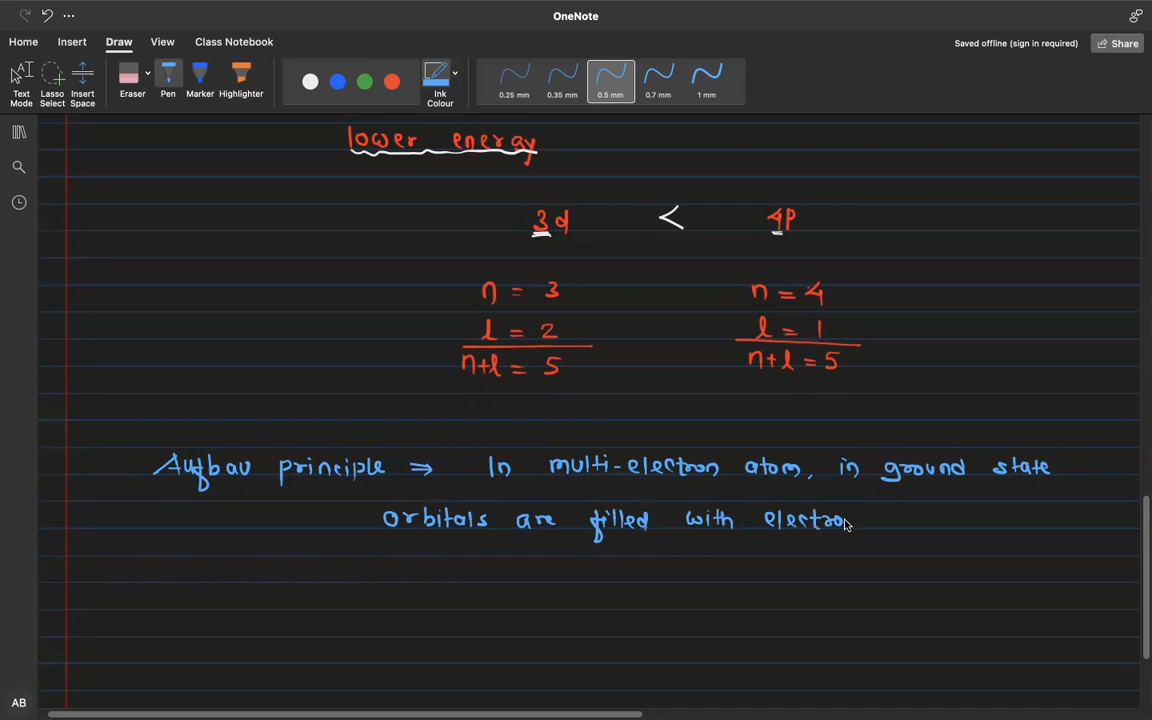 OneNote
Home Insert Draw View Class Notebook
Saved offline (sign in required) Share
Text Mode Lasso Select Insert Space Eraser Pen Marker Highlighter Ink Colour 0.25 mm 0.35 mm 0.5 mm 0.7 mm 1 mm
lower energy
3d < 4p
n = 3 n = 4
l = 2 l = 1
n+l = 5 n+l = 5
Aufbau principle ⇒ In multi-electron atom, in ground state
orbitals are filled with electron
AB